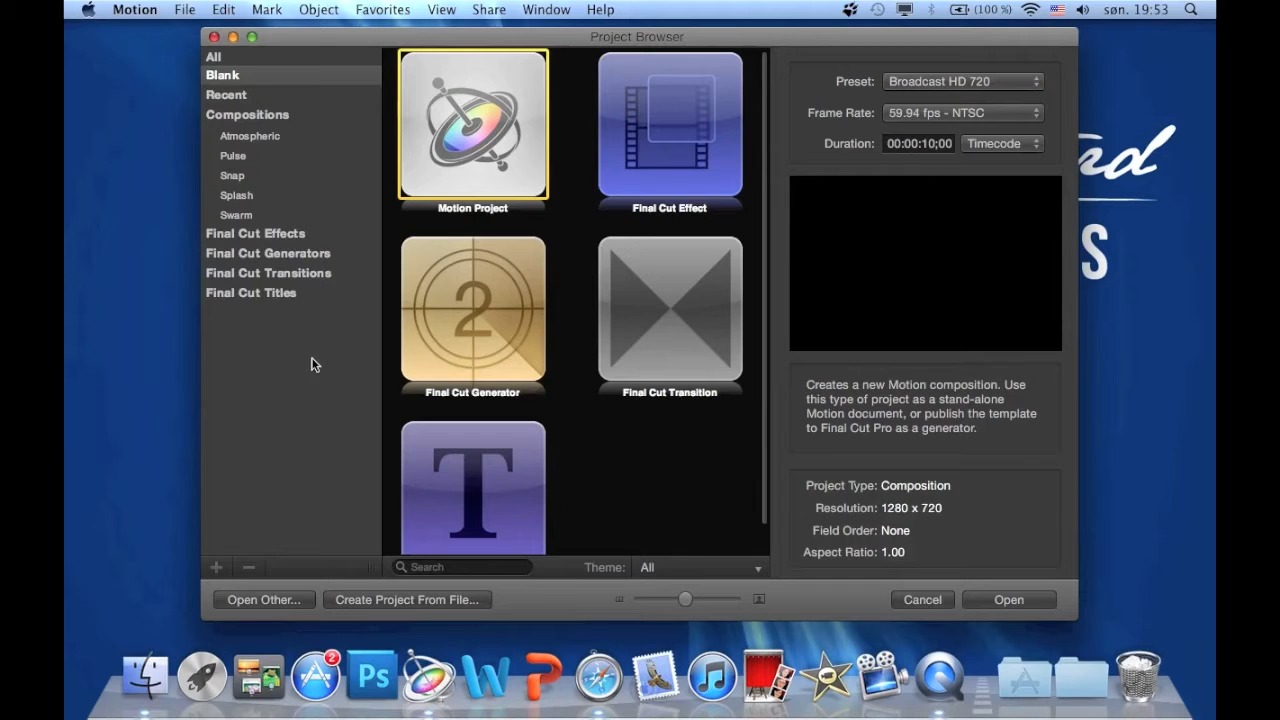 Motion File Edit Mark Object Favorites View Share Window Help (100 %) søn. 19:53
Project Browser
All
Blank
Recent
Compositions
Atmospheric
Pulse
Snap
Splash
Swarm
Final Cut Effects
Final Cut Generators
Final Cut Transitions
Final Cut Titles
Motion Project
Final Cut Effect
2
Final Cut Generator
Final Cut Transition
T
Preset: Broadcast HD 720
Frame Rate: 59.94 fps - NTSC
Duration: 00:00:10;00 Timecode
Creates a new Motion composition. Use
this type of project as a stand-alone
Motion document, or publish the template
to Final Cut Pro as a generator.
Project Type: Composition
Resolution: 1280 x 720
Field Order: None
Aspect Ratio: 1.00
Search
Theme: All
Open Other...
Create Project From File...
Cancel
Open
2
Ps
W
P